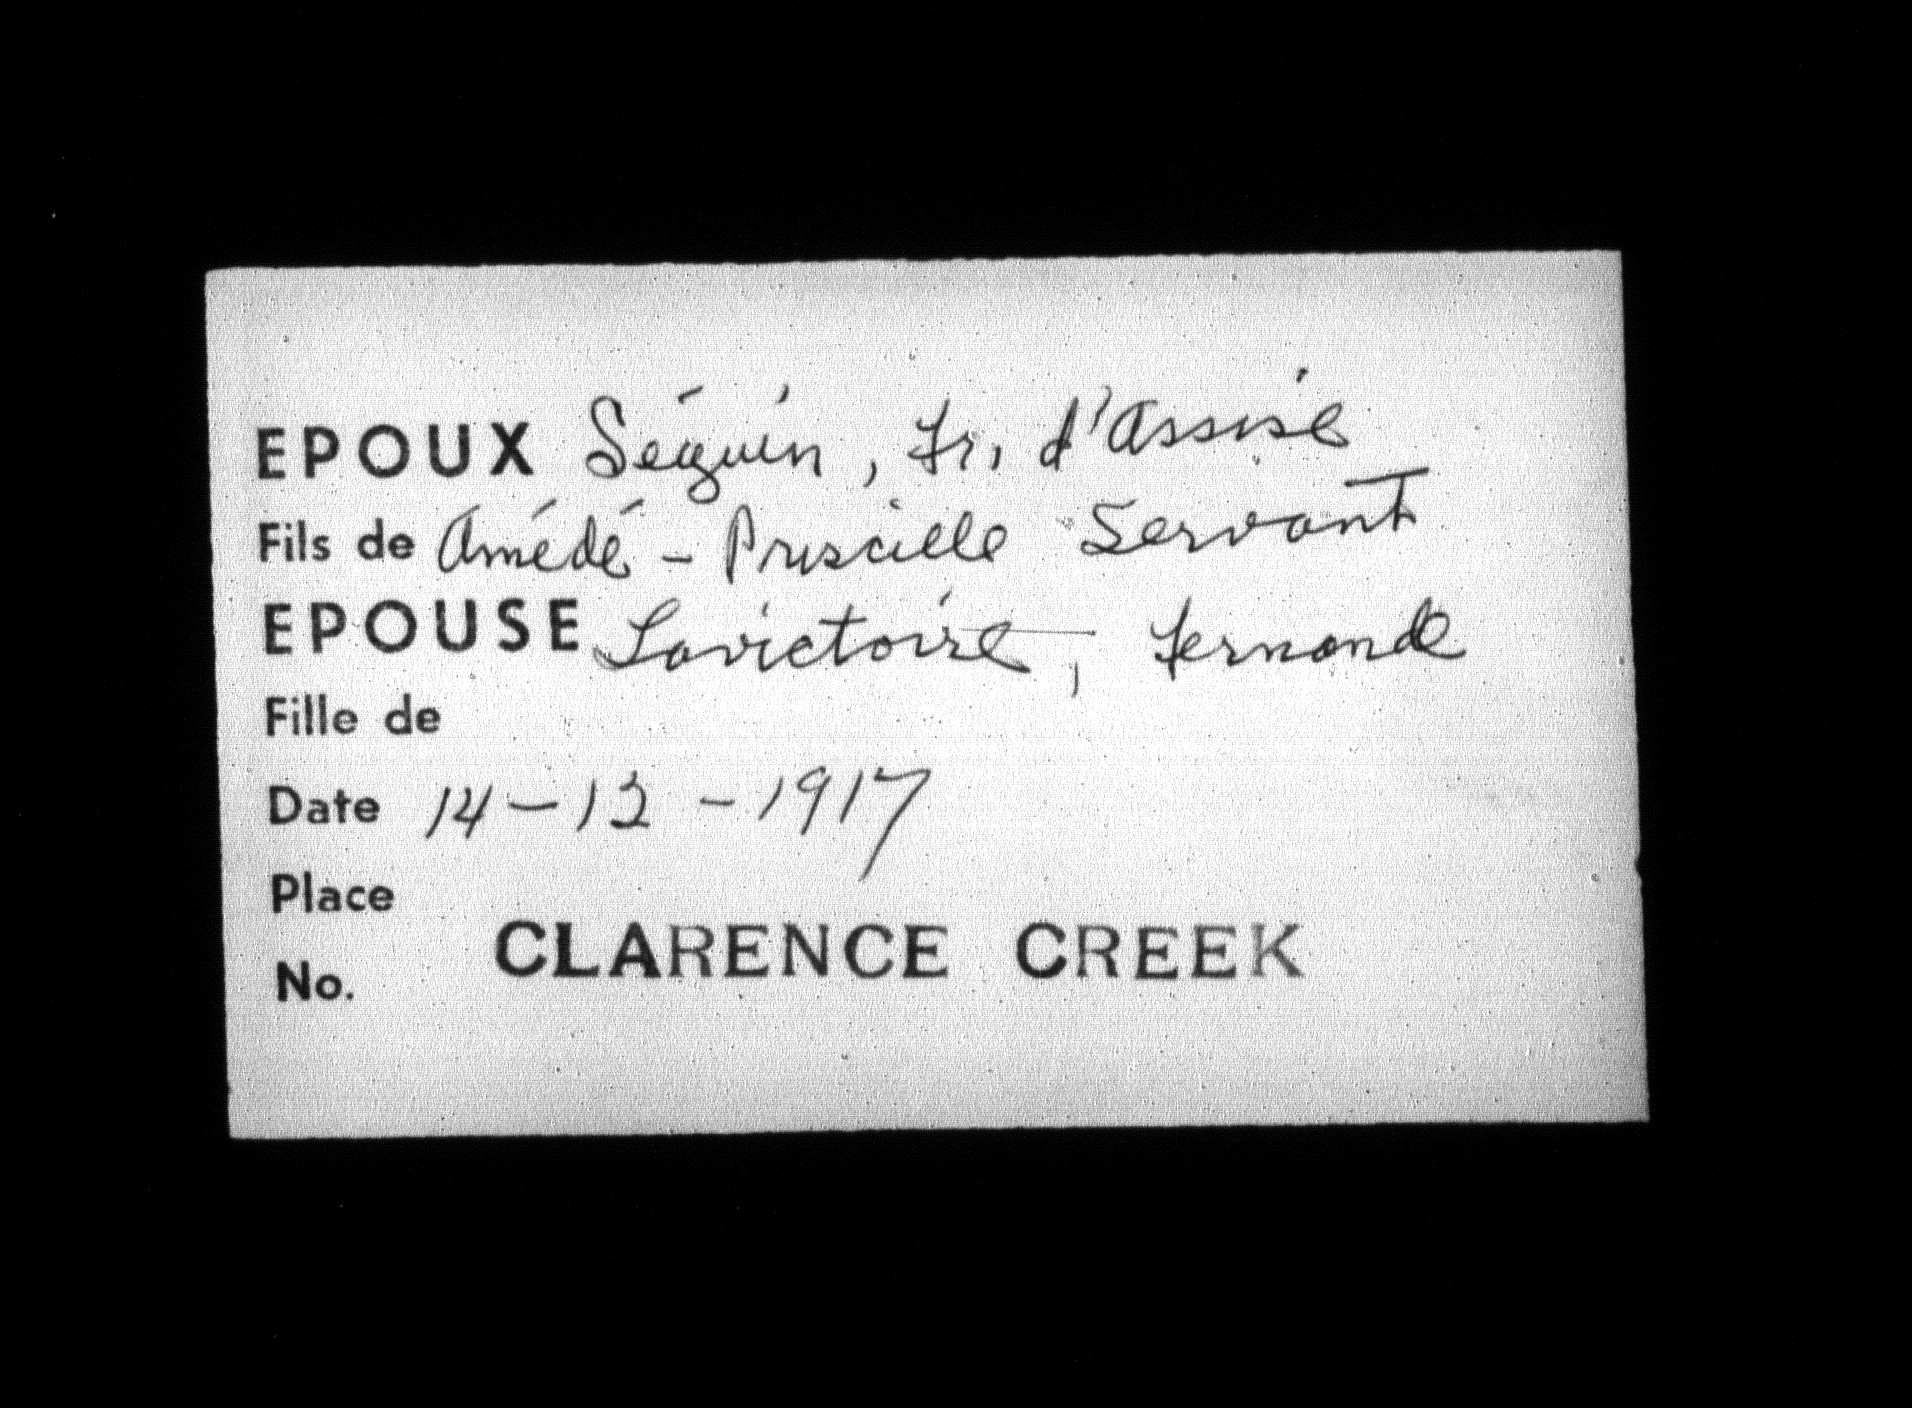 EPOUX Séguin, Fr. d'Assise
Fils de Amédé - Priscille Servant
EPOUSE Lavictoire, Fernande
Fille de
Date 14-12-1917
Place
CLARENCE CREEK
No.